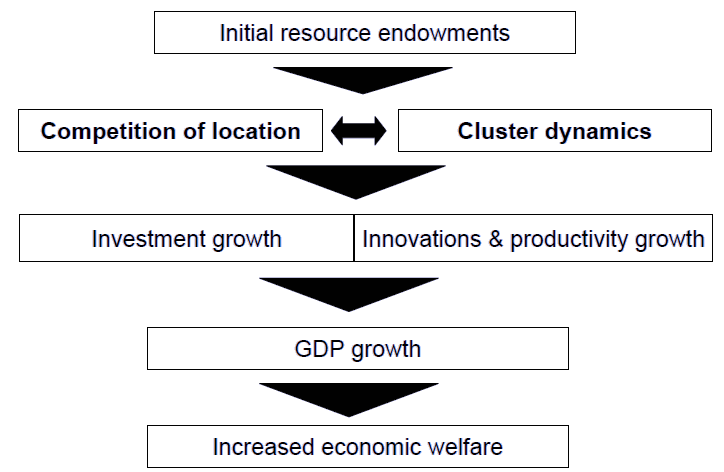 Initial resource endowments
Competition of location
Cluster dynamics
Investment growth
Innovations & productivity growth
GDP growth
Increased economic welfare